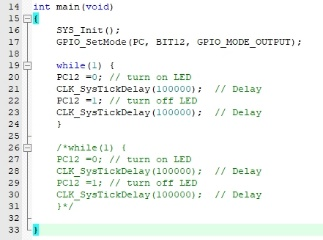 14 int main(void)
15 {
16 SYS_Init();
17 GPIO_SetMode(PC, BIT12, GPIO_MODE_OUTPUT);
18
19 while(1) {
20 PC12 =0; // turn on LED
21 CLK_SysTickDelay(100000); // Delay
22 PC12 =1; // turn off LED
23 CLK_SysTickDelay(100000); // Delay
24 }
25
26 /*while(1) {
27 PC12 =0; // turn on LED
28 CLK_SysTickDelay(100000); // Delay
29 PC12 =1; // turn off LED
30 CLK_SysTickDelay(100000); // Delay
31 }*/
32
33 }